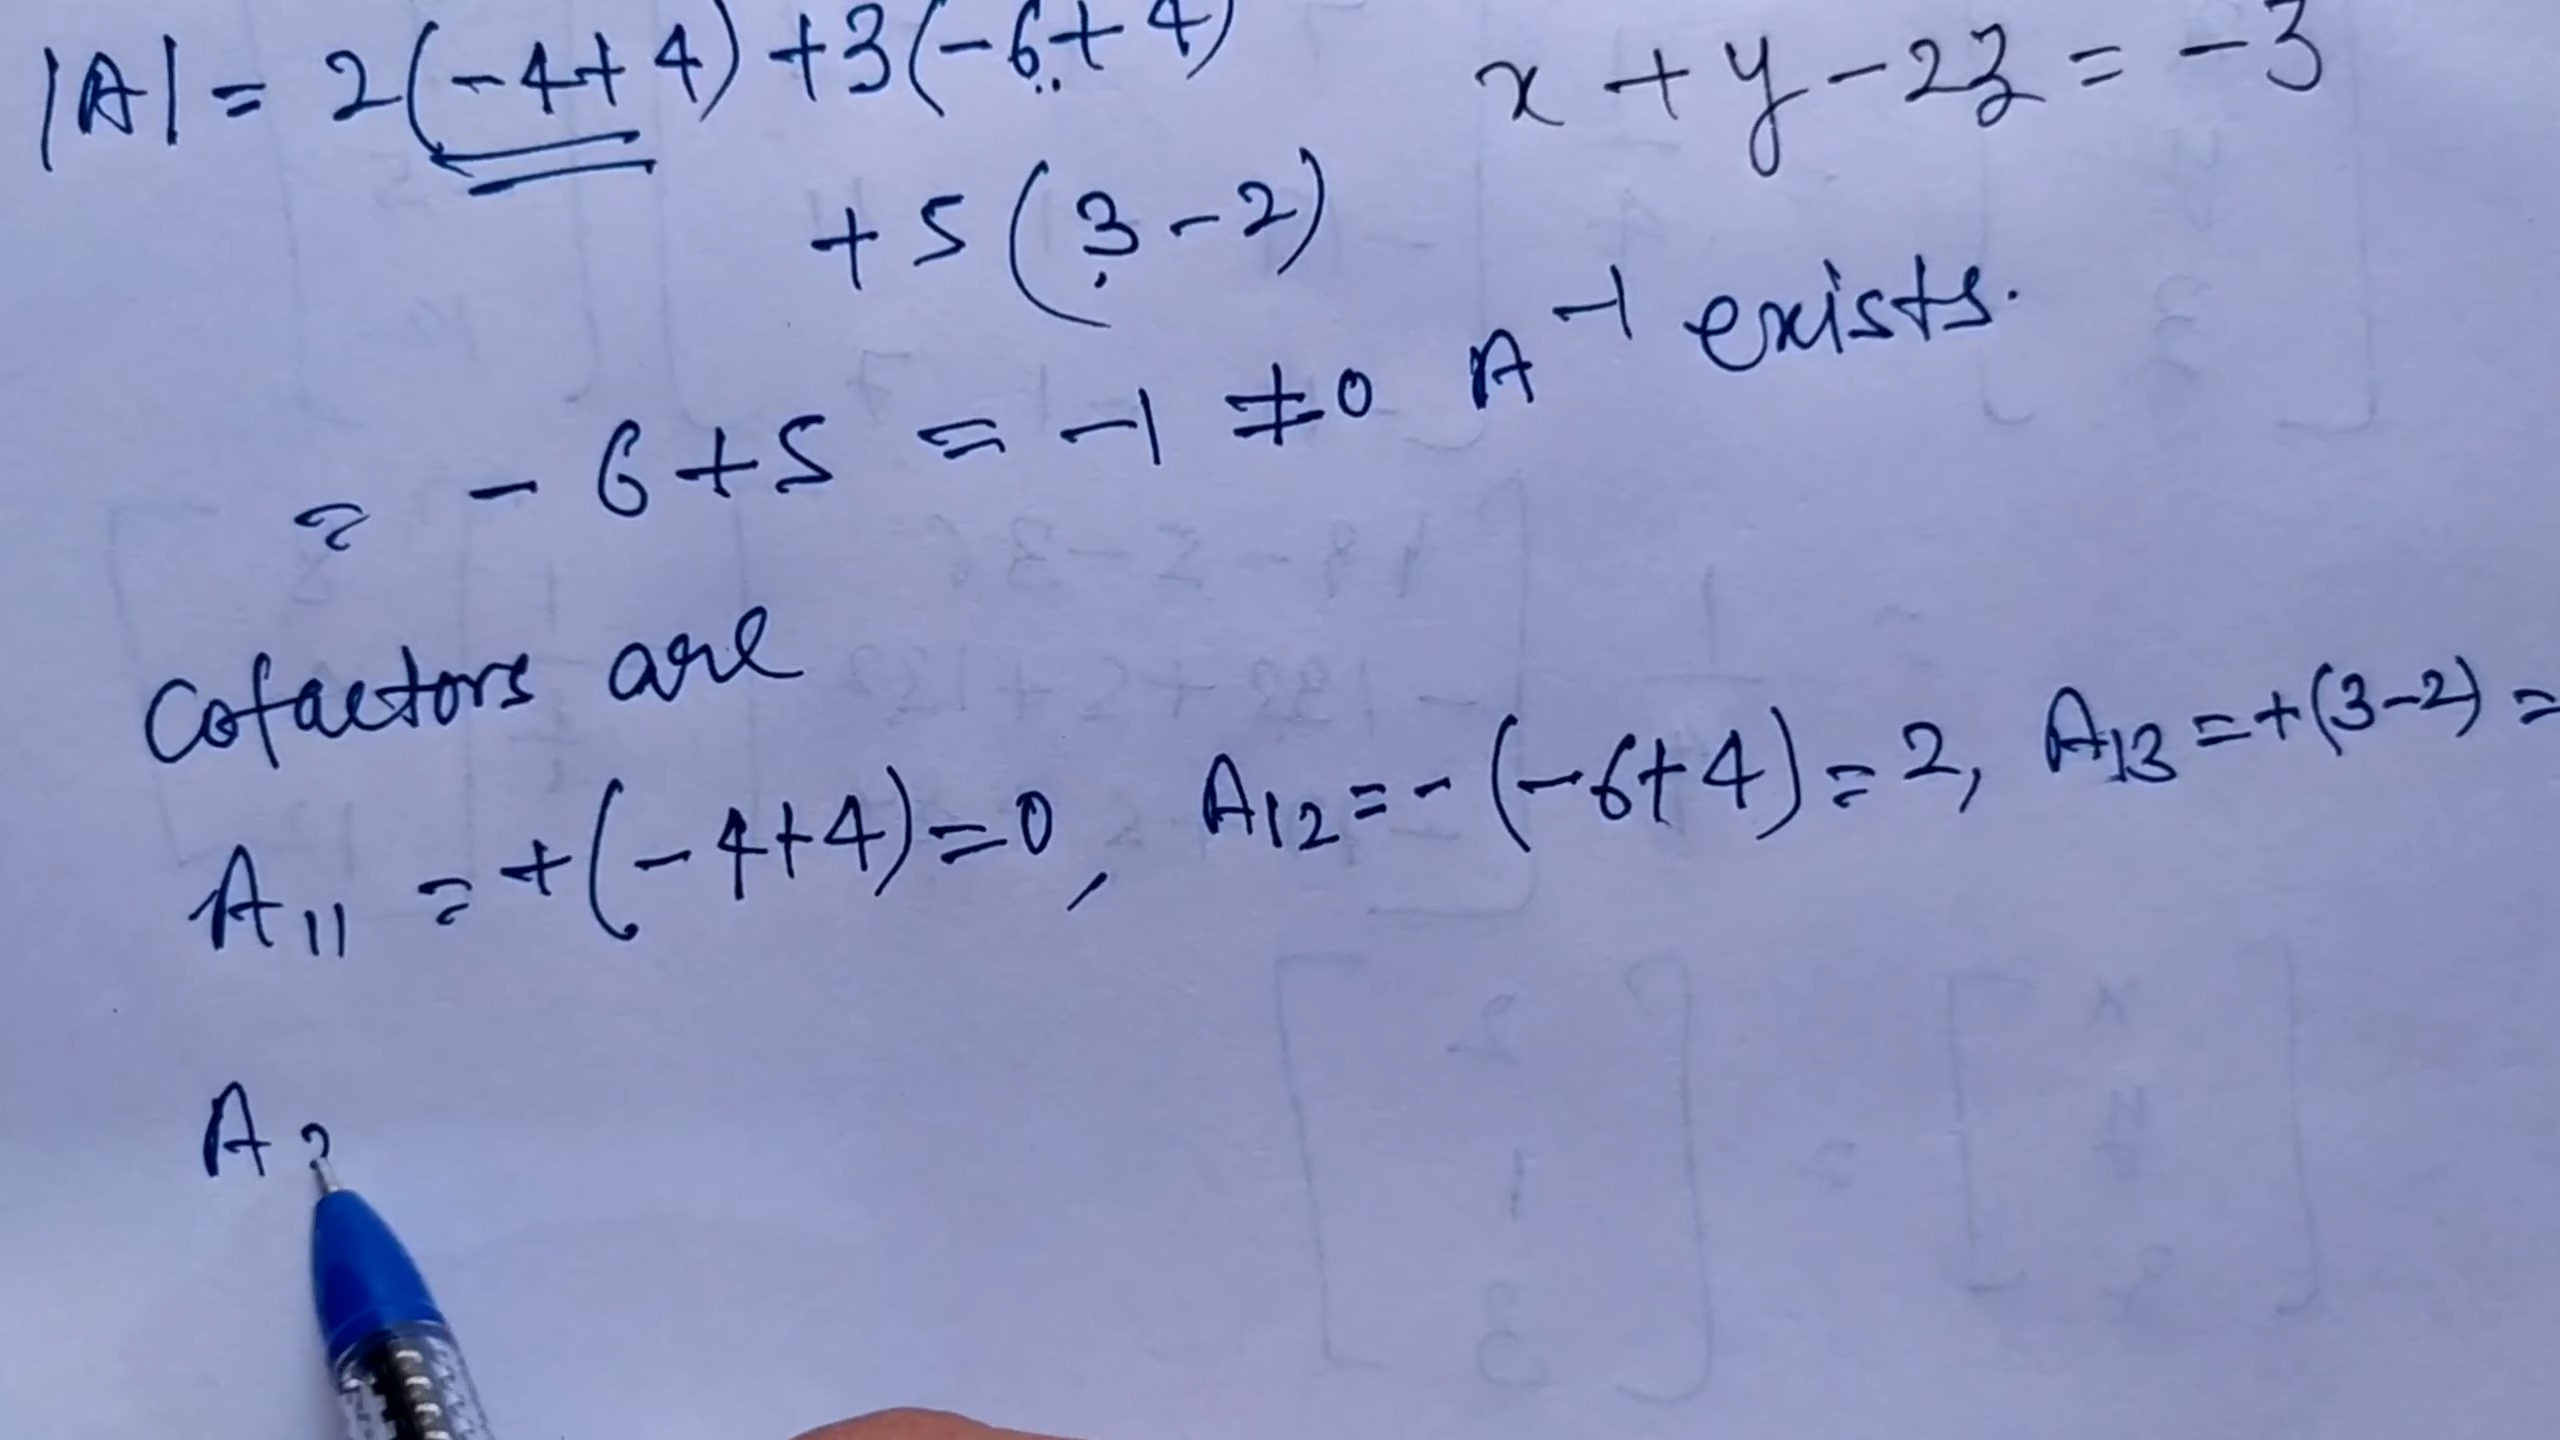 |A| = 2(-4+4) +3(-6+4)
x + y - 2z = -3
+ 5 (3-2)
= - 6+5 = -1 ≠0 A⁻¹ exists.
Cofactors are
A₁₁ = +(-4+4)=0, A₁₂ = - (-6+4) = 2, A₁₃ = +(3-2) =
A₂